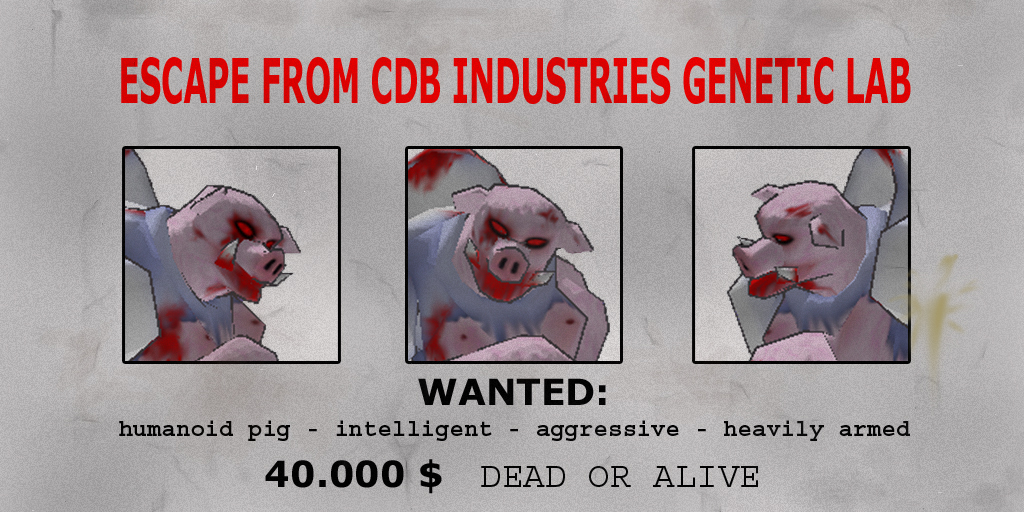 ESCAPE FROM CDB INDUSTRIES GENETIC LAB
WANTED:
humanoid pig - intelligent - aggressive - heavily armed
40.000 $ DEAD OR ALIVE